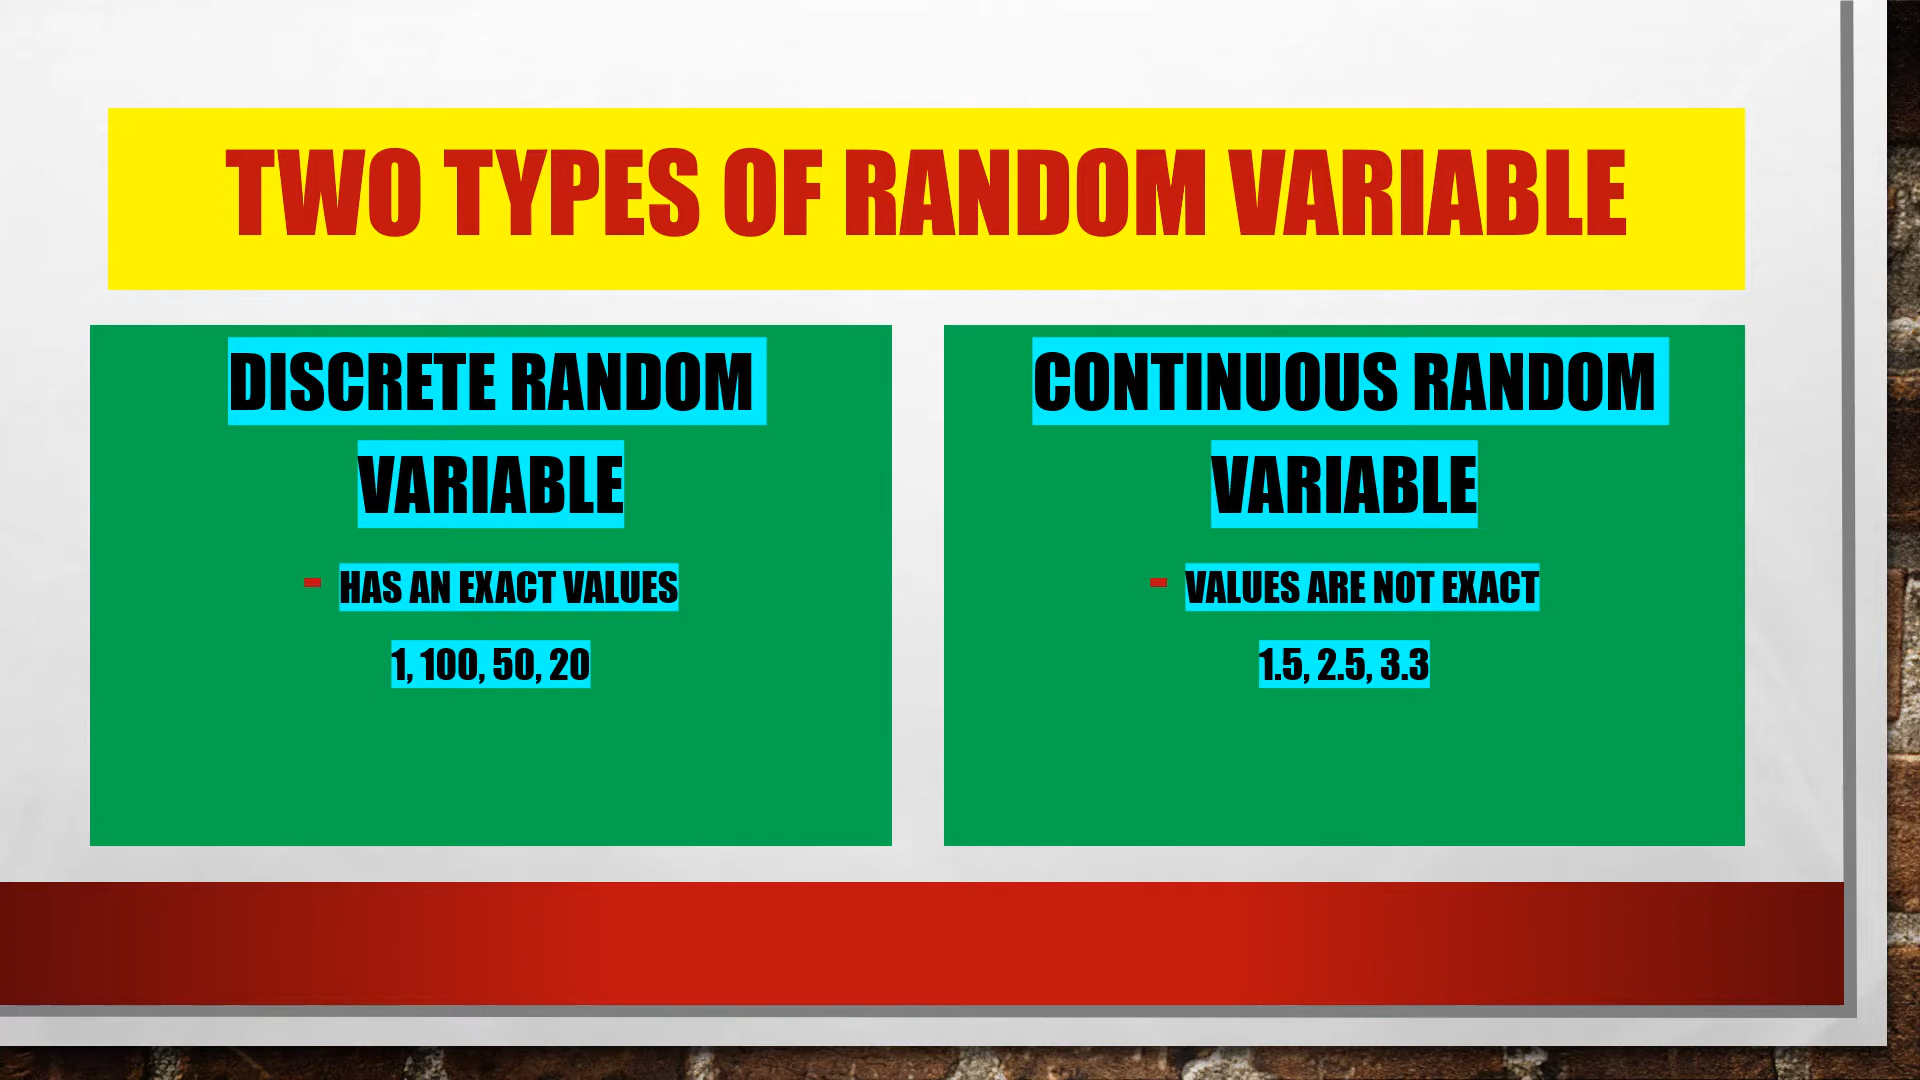 TWO TYPES OF RANDOM VARIABLE
DISCRETE RANDOM
VARIABLE
- HAS AN EXACT VALUES
1, 100, 50, 20
CONTINUOUS RANDOM
VARIABLE
- VALUES ARE NOT EXACT
1.5, 2.5, 3.3